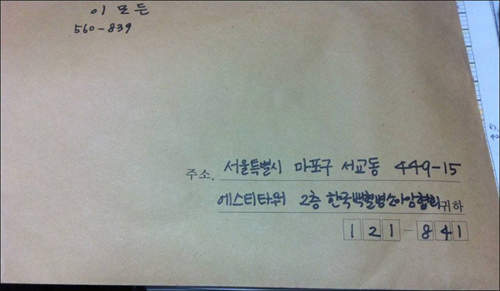 이모든
560-839
주소. 서울특별시 마포구 서교동 449-15
에스티타워 2층 한국백혈병소아암협회 귀하
121-841